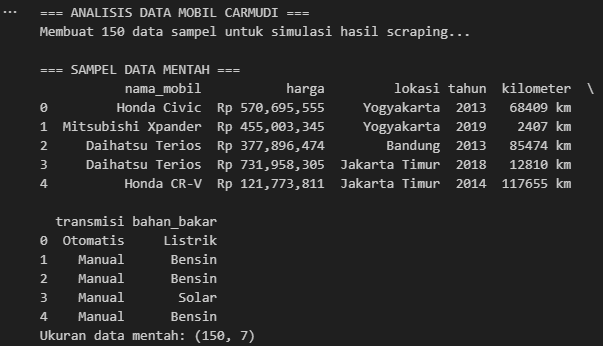 ...
=== ANALISIS DATA MOBIL CARMUDI ===
Membuat 150 data sampel untuk simulasi hasil scraping...
=== SAMPEL DATA MENTAH ===
nama_mobil harga lokasi tahun kilometer \
0 Honda Civic Rp 570,695,555 Yogyakarta 2013 68409 km
1 Mitsubishi Xpander Rp 455,003,345 Yogyakarta 2019 2407 km
2 Daihatsu Terios Rp 377,896,474 Bandung 2013 85474 km
3 Daihatsu Terios Rp 731,958,305 Jakarta Timur 2018 12810 km
4 Honda CR-V Rp 121,773,811 Jakarta Timur 2014 117655 km
transmisi bahan_bakar
0 Otomatis Listrik
1 Manual Bensin
2 Manual Bensin
3 Manual Solar
4 Manual Bensin
Ukuran data mentah: (150, 7)